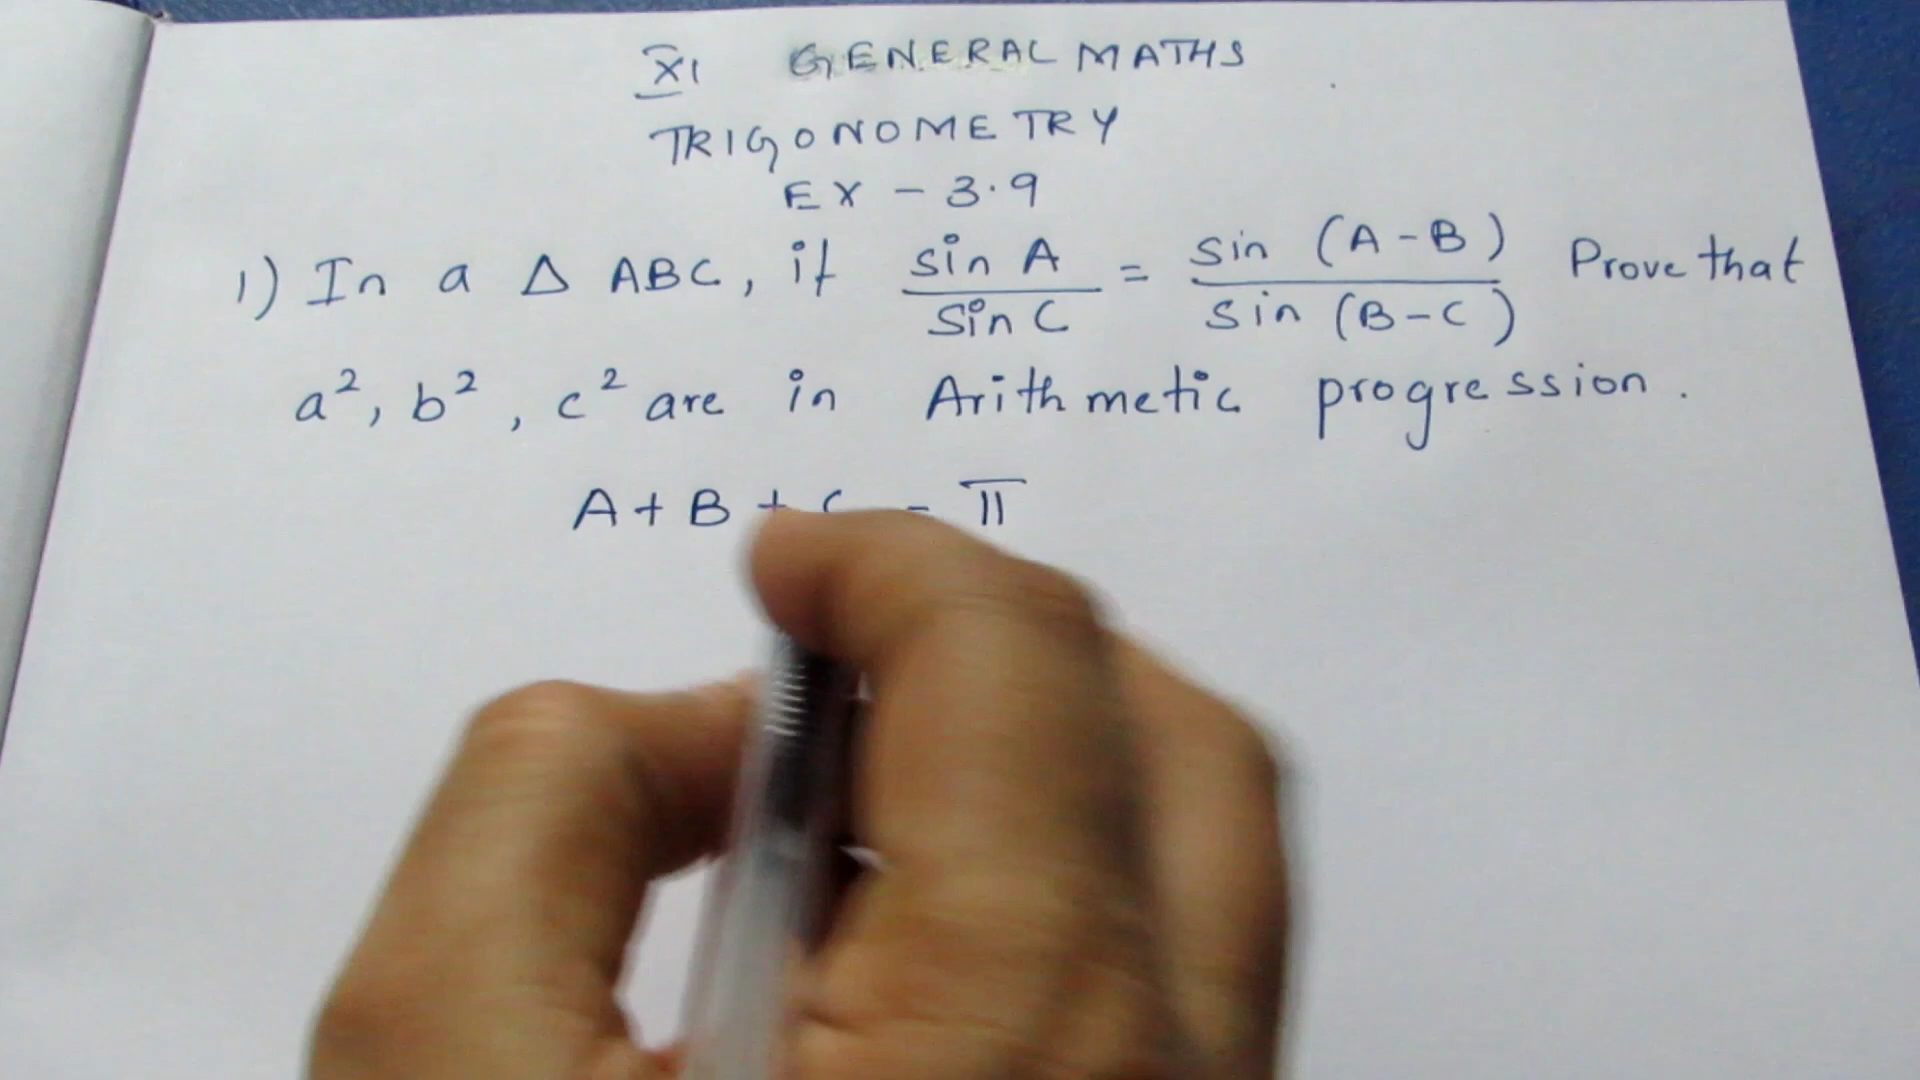 XI GENERAL MATHS
TRIGONOMETRY
EX - 3.9
1) In a Δ ABC, if sin A / sin C = sin (A-B) / sin (B-C) Prove that
a², b², c² are in Arithmetic progression.
A + B + C = π